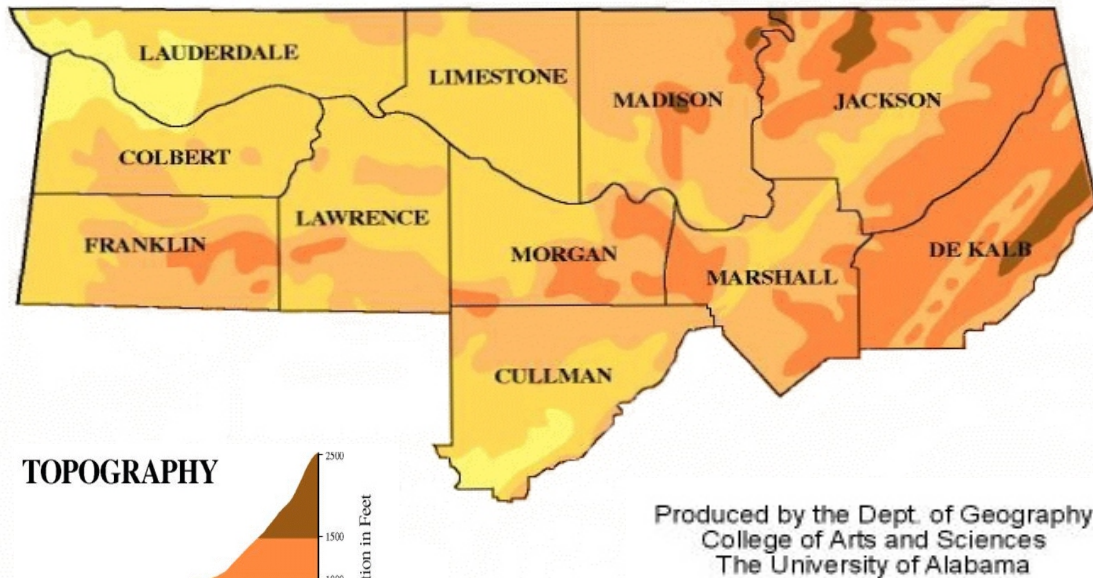 LAUDERDALE
LIMESTONE
MADISON
JACKSON
COLBERT
LAWRENCE
FRANKLIN
MORGAN
MARSHALL
DE KALB
CULLMAN
TOPOGRAPHY
2500
1500
in Feet
Produced by the Dept. of Geography
College of Arts and Sciences
The University of Alabama